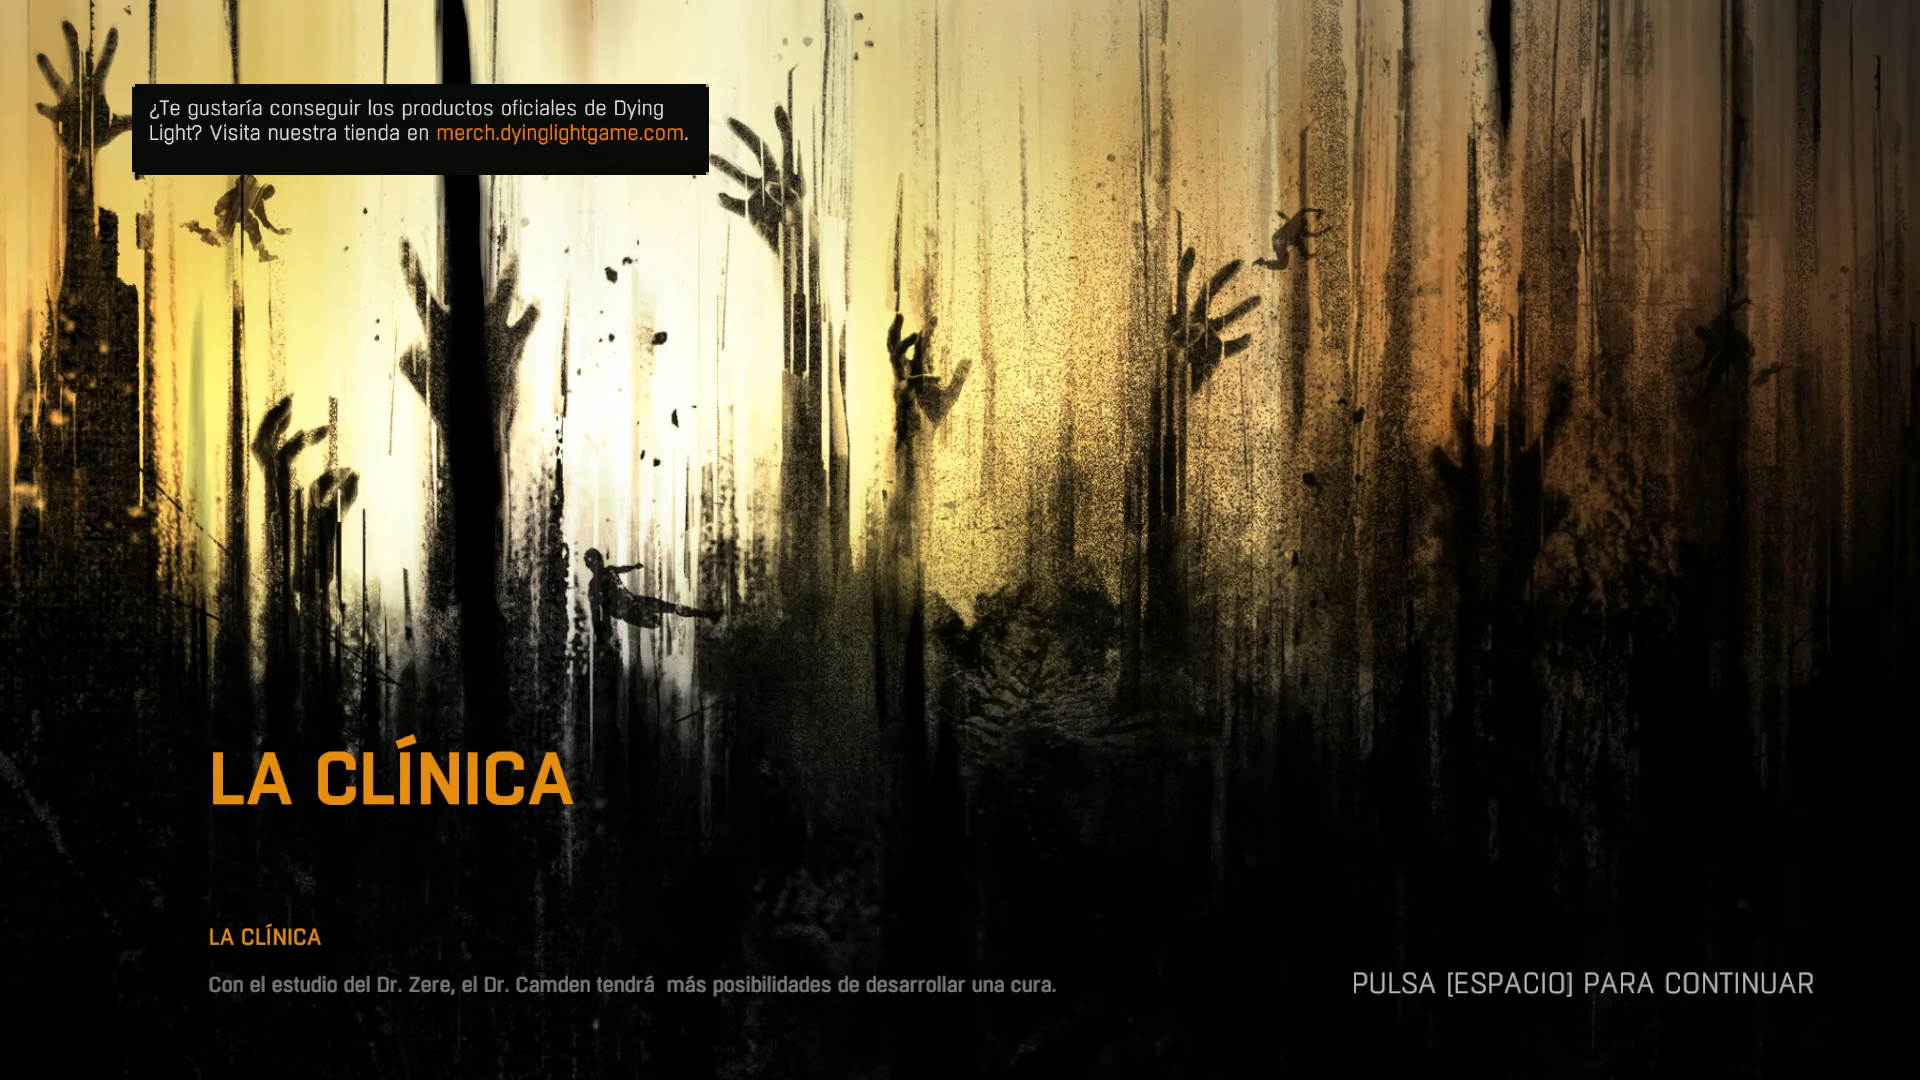 ¿Te gustaría conseguir los productos oficiales de Dying
Light? Visita nuestra tienda en merch.dyinglightgame.com.
LA CLÍNICA
LA CLÍNICA
Con el estudio del Dr. Zere, el Dr. Camden tendrá  más posibilidades de desarrollar una cura.
PULSA [ESPACIO] PARA CONTINUAR